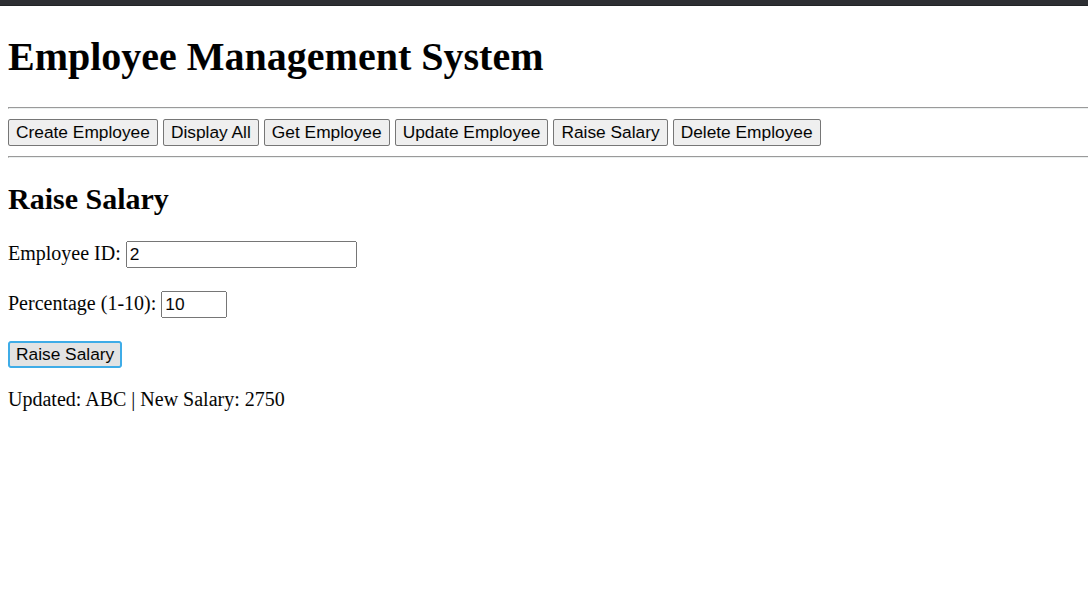 Employee Management System
Create Employee Display All Get Employee Update Employee Raise Salary Delete Employee
Raise Salary
Employee ID: 2
Percentage (1-10): 10
Raise Salary
Updated: ABC | New Salary: 2750